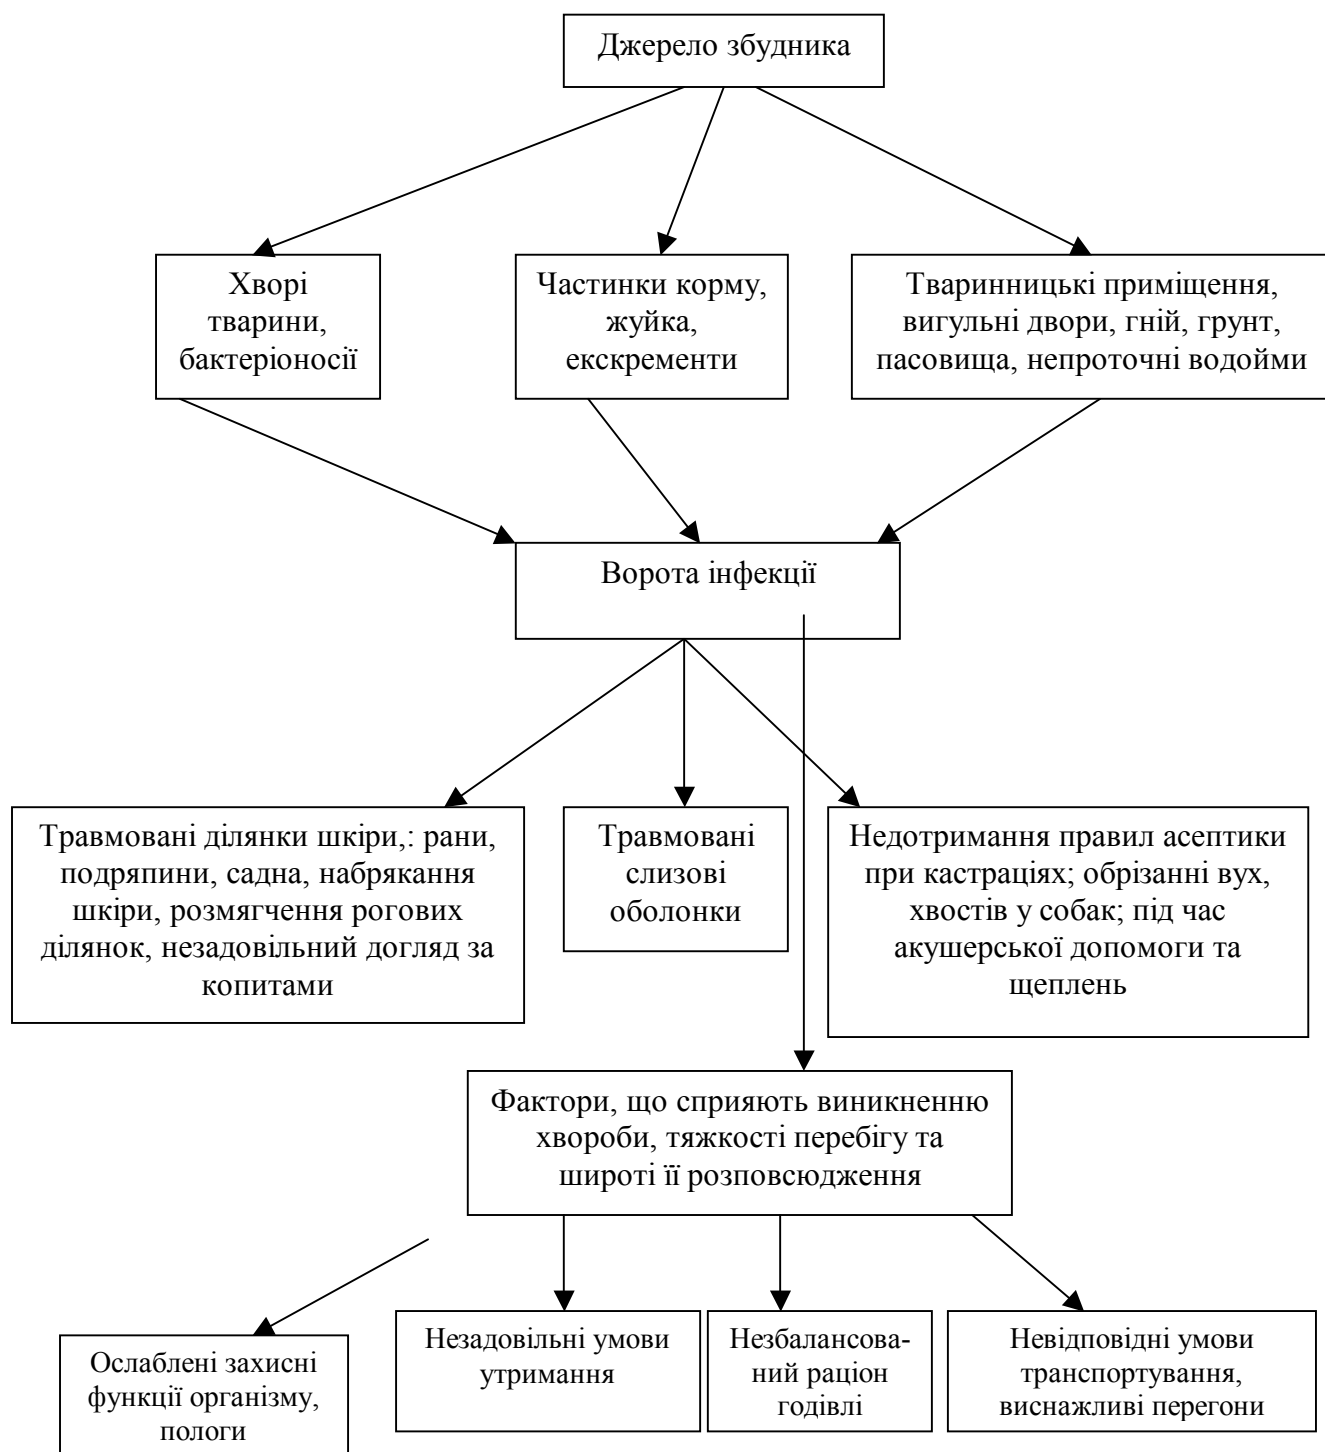 Джерело збудника
Хворі
тварини,
бактеріоносії
Частинки корму,
жуйка,
екскременти
Тваринницькі приміщення,
вигульні двори, гній, грунт,
пасовища, непроточні водойми
Ворота інфекції
Травмовані ділянки шкіри,: рани,
подряпини, садна, набрякання
шкіри, розмягчення рогових
ділянок, незадовільний догляд за
копитами
Травмовані
слизові
оболонки
Недотримання правил асептики
при кастраціях; обрізанні вух,
хвостів у собак; під час
акушерської допомоги та
щеплень
Фактори, що сприяють виникненню
хвороби, тяжкості перебігу та
широті її розповсюдження
Ослаблені захисні
функції організму,
пологи
Незадовільні умови
утримання
Незбалансова-
ний раціон
годівлі
Невідповідні умови
транспортування,
виснажливі перегони